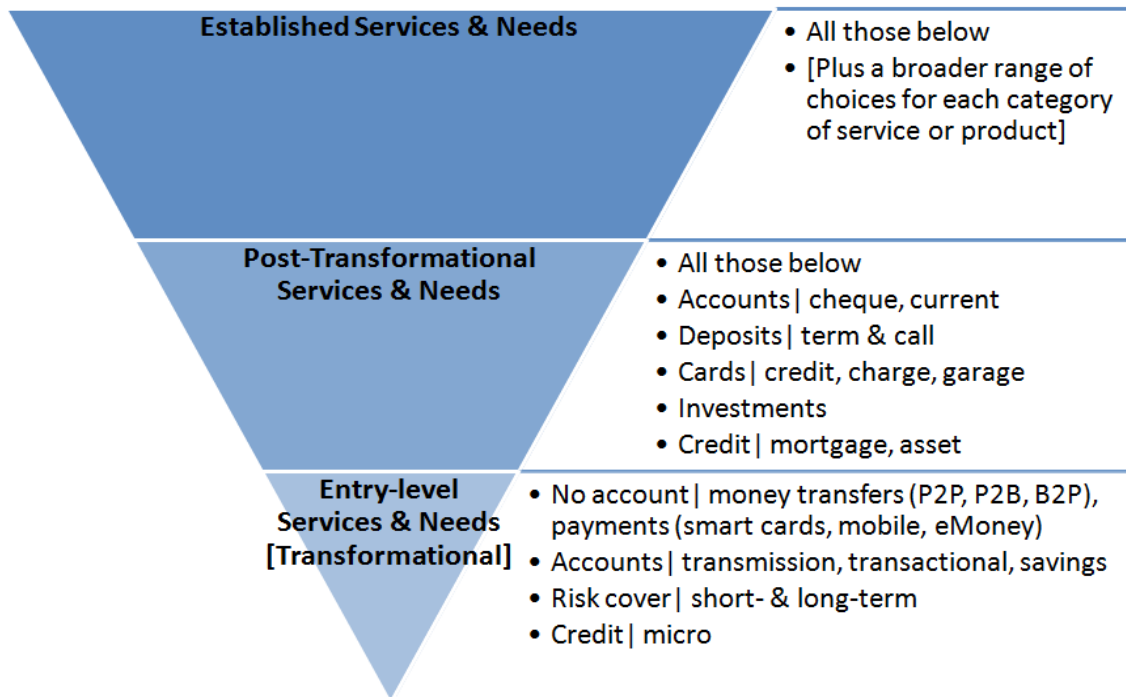 Established Services & Needs
• All those below
• [Plus a broader range of
choices for each category
of service or product]
Post-Transformational
Services & Needs
• All those below
• Accounts| cheque, current
• Deposits| term & call
• Cards| credit, charge, garage
• Investments
• Credit| mortgage, asset
Entry-level
Services & Needs
[Transformational]
• No account| money transfers (P2P, P2B, B2P),
payments (smart cards, mobile, eMoney)
• Accounts| transmission, transactional, savings
• Risk cover| short- & long-term
• Credit| micro